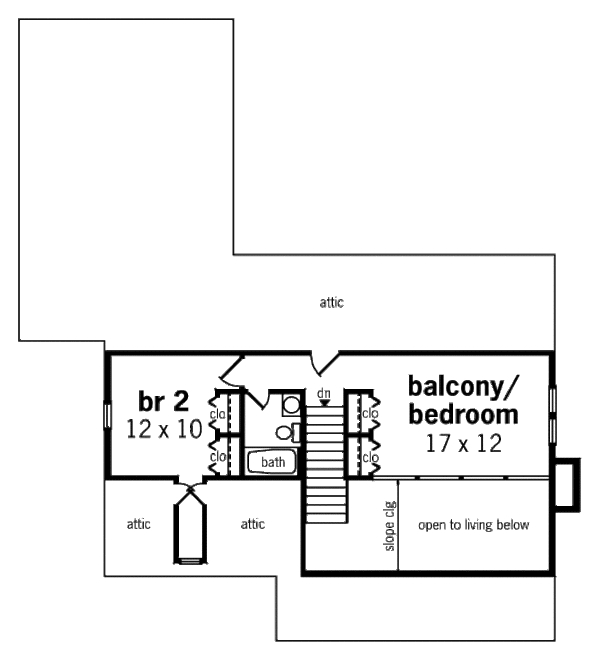 attic
dn
br 2
12 x 10
clo
clo
clo
clo
balcony/
bedroom
17 x 12
bath
attic
attic
slope clg
open to living below